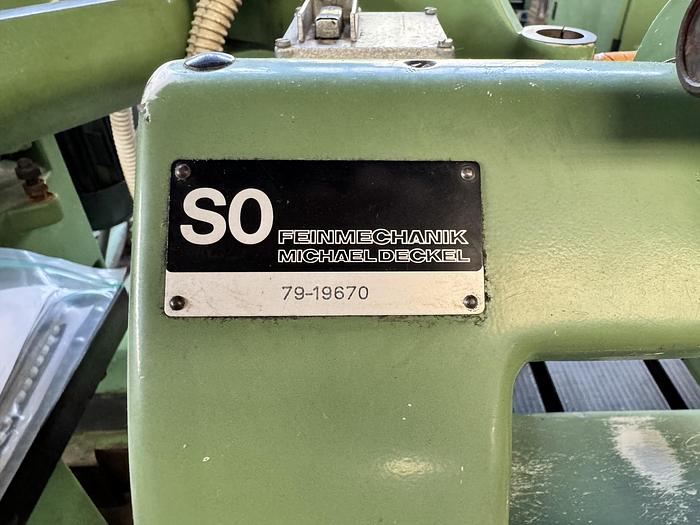 SO
FEINMECHANIK
MICHAEL DECKEL
79-19670